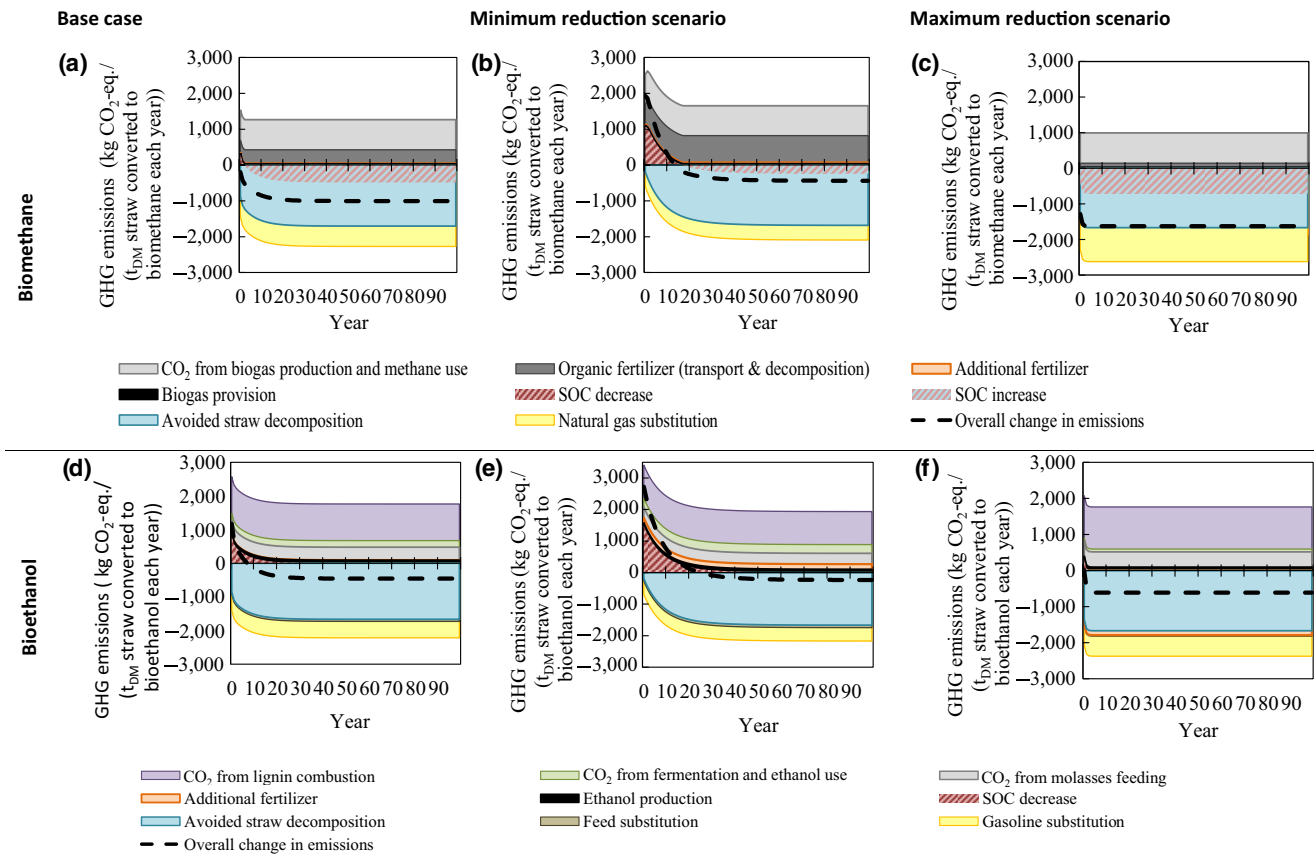 Base case
Minimum reduction scenario
Maximum reduction scenario
Biomethane
(a)
GHG emissions (kg CO₂-eq./
(t_DM straw converted to
biomethane each year))
3,000
2,000
1,000
0
−1,000
−2,000
−3,000
0 10 20 30 40 50 60 70 80 90
Year
(b)
GHG emissions (kg CO₂-eq./
(t_DM straw converted to
biomethane each year))
3,000
2,000
1,000
0
−1,000
−2,000
−3,000
0 10 20 30 40 50 60 70 80 90
Year
(c)
GHG emissions (kg CO₂-eq./
(t_DM straw converted to
biomethane each year))
3,000
2,000
1,000
0
−1,000
−2,000
−3,000
0 10 20 30 40 50 60 70 80 90
Year
CO₂ from biogas production and methane use
Organic fertilizer (transport & decomposition)
Additional fertilizer
Biogas provision
SOC decrease
SOC increase
Avoided straw decomposition
Natural gas substitution
Overall change in emissions
Bioethanol
(d)
GHG emissions (kg CO₂-eq./
(t_DM straw converted to
bioethanol each year))
3,000
2,000
1,000
0
−1,000
−2,000
−3,000
0 10 20 30 40 50 60 70 80 90
Year
(e)
GHG emissions (kg CO₂-eq./
(t_DM straw converted to
bioethanol each year))
3,000
2,000
1,000
0
−1,000
−2,000
−3,000
0 10 20 30 40 50 60 70 80 90
Year
(f)
GHG emissions (kg CO₂-eq./
(t_DM straw converted to
bioethanol each year))
3,000
2,000
1,000
0
−1,000
−2,000
−3,000
0 10 20 30 40 50 60 70 80 90
Year
CO₂ from lignin combustion
CO₂ from fermentation and ethanol use
CO₂ from molasses feeding
Additional fertilizer
Ethanol production
SOC decrease
Avoided straw decomposition
Feed substitution
Gasoline substitution
Overall change in emissions